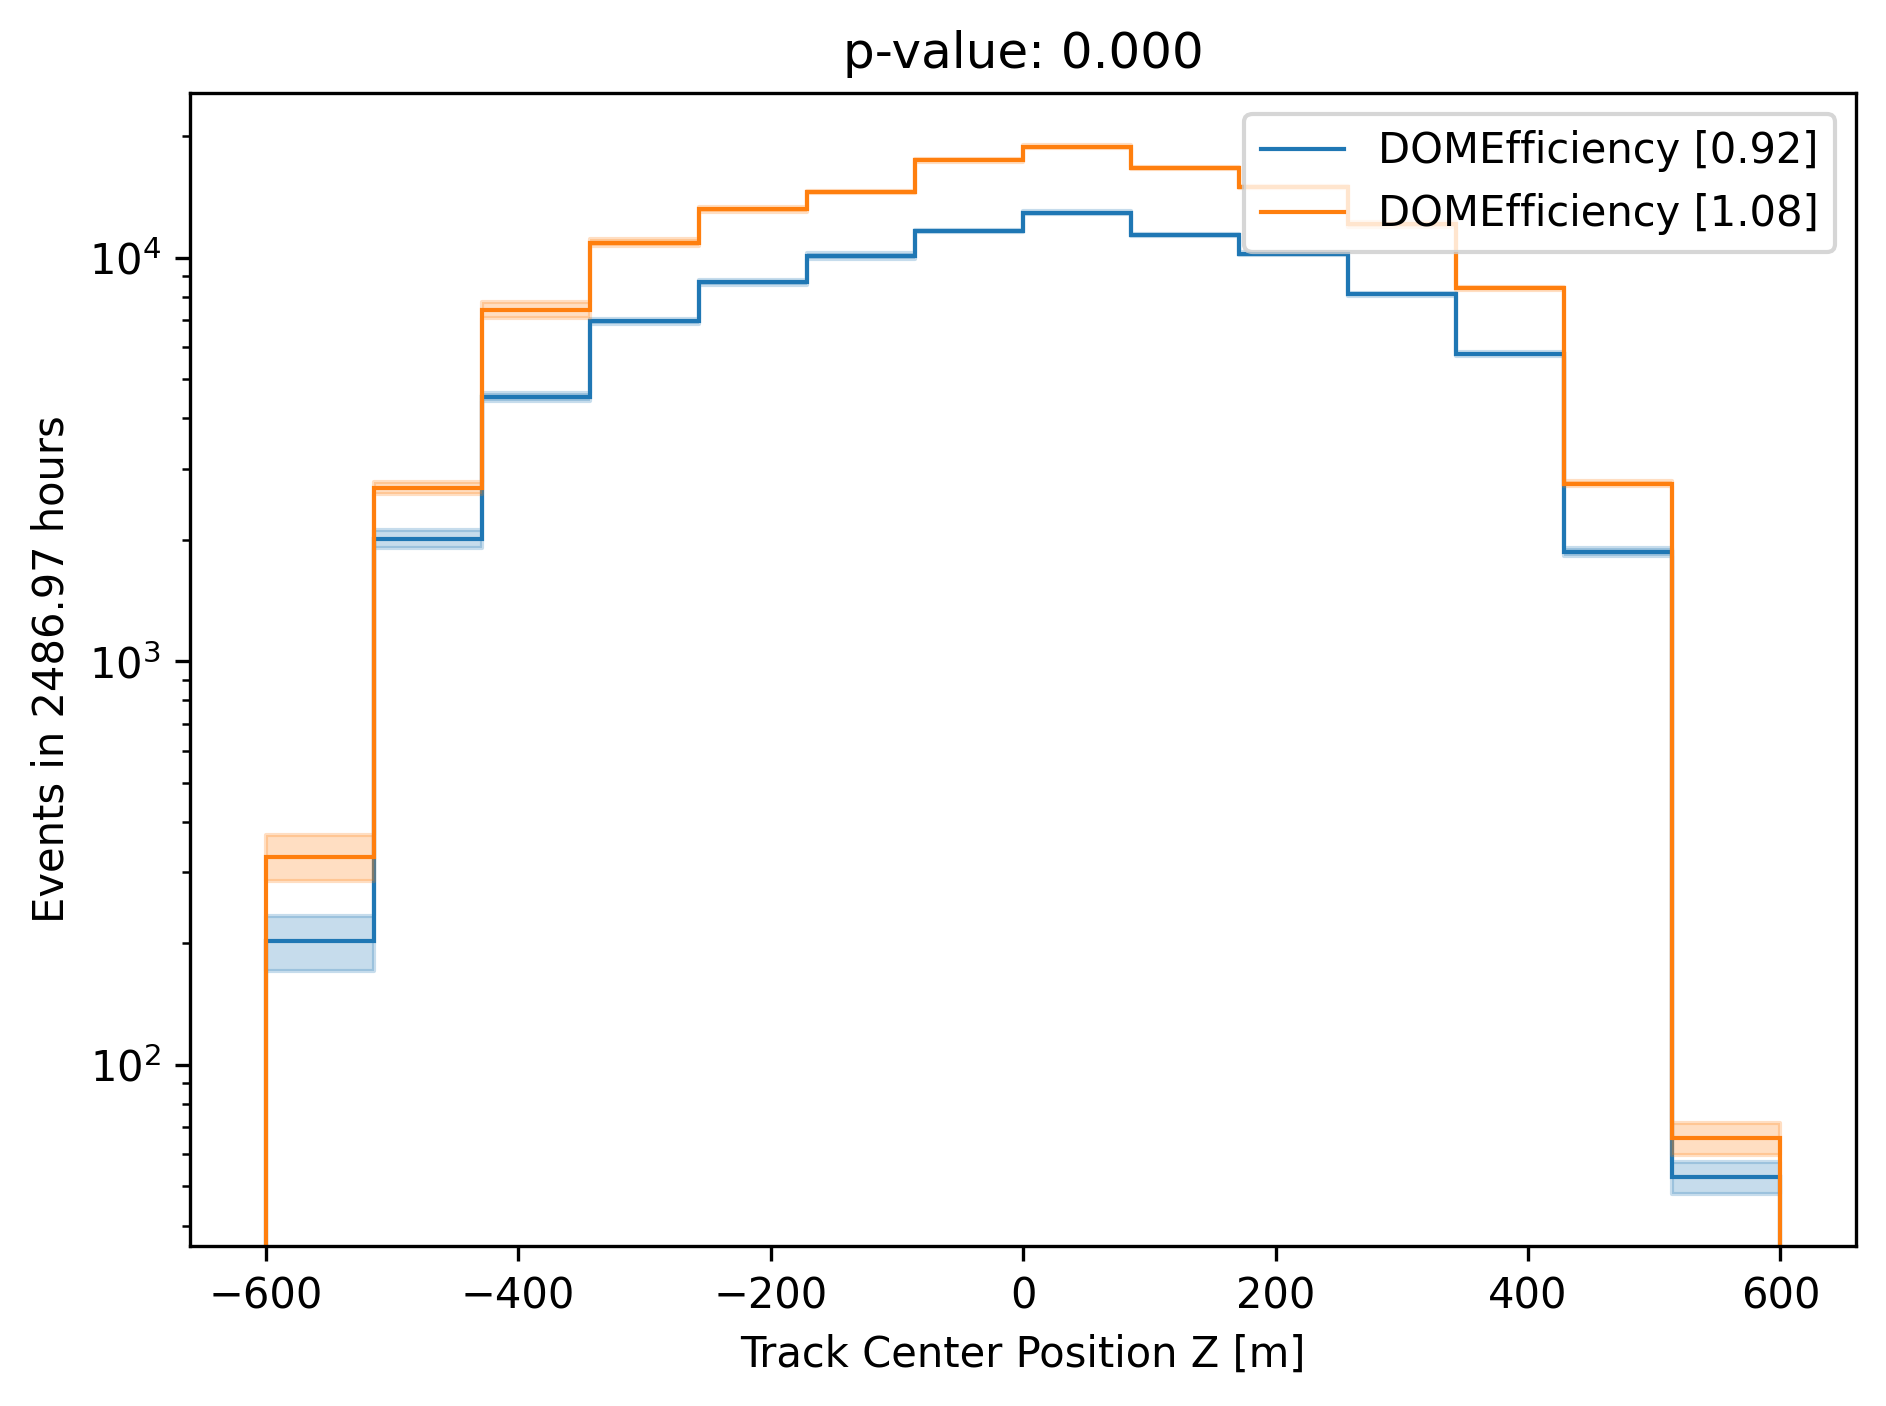 p-value: 0.000
DOMEfficiency [0.92]
DOMEfficiency [1.08]
Events in 2486.97 hours
10⁴
10³
10²
−600
−400
−200
0
200
400
600
Track Center Position Z [m]